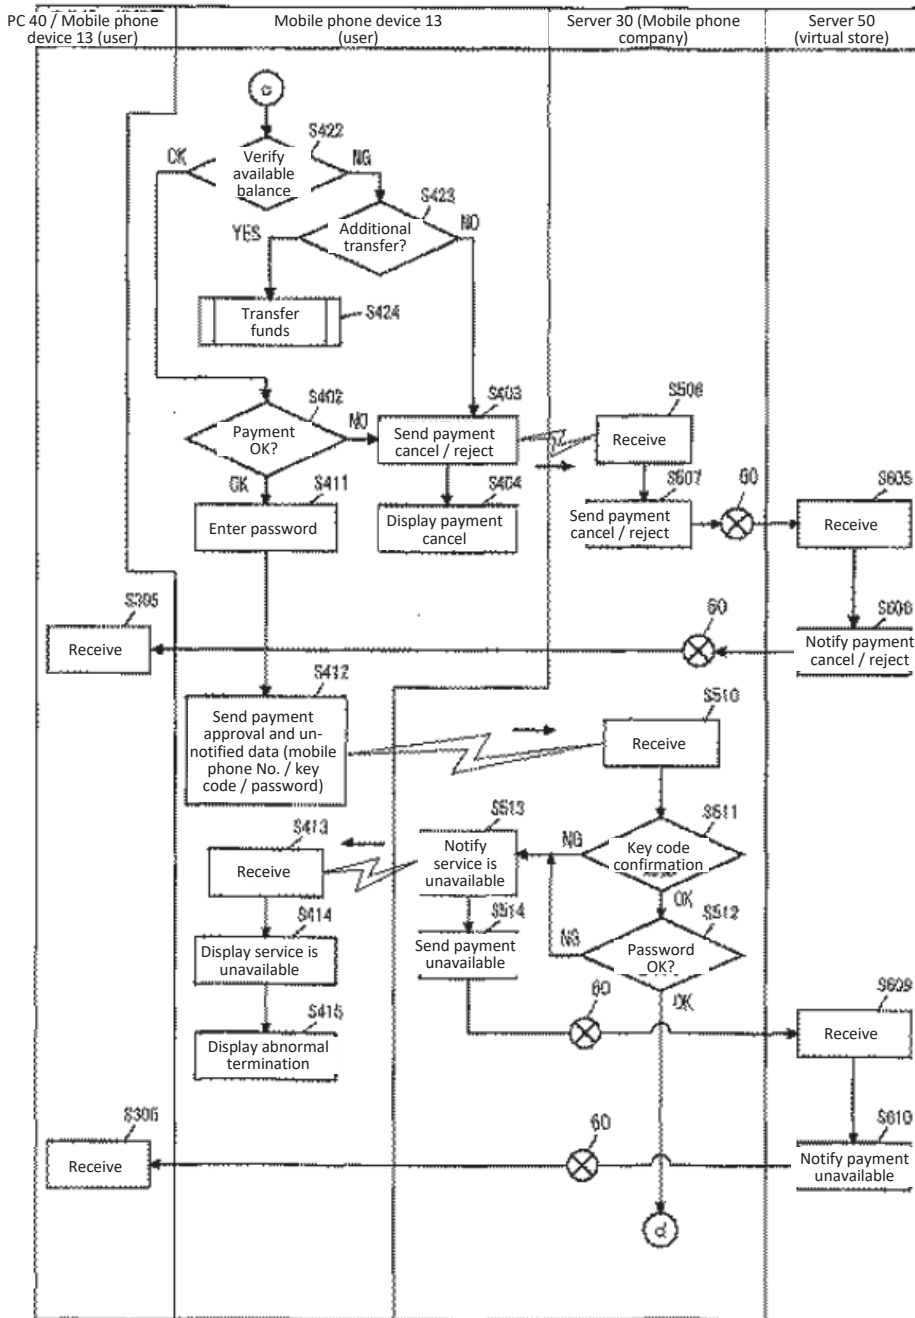 PC 40 / Mobile phone
device 13 (user)
Mobile phone device 13
(user)
Server 30 (Mobile phone
company)
Server 50
(virtual store)
c
S422
OK
Verify
available
balance
NG
S423
YES
Additional
transfer?
NO
Transfer
funds
S424
S402
Payment
OK?
NO
S403
Send payment
cancel / reject
S506
Receive
OK
S411
Enter password
S404
Display payment
cancel
S507
Send payment
cancel / reject
60
S605
Receive
S305
Receive
60
S606
Notify payment
cancel / reject
S412
Send payment
approval and un-
notified data (mobile
phone No. / key
code / password)
S510
Receive
S413
Receive
S513
Notify
service is
unavailable
NG
S511
Key code
confirmation
OK
S414
Display service is
unavailable
S514
Send payment
unavailable
NG
S512
Password
OK?
OK
S415
Display abnormal
termination
60
S609
Receive
S306
Receive
60
S610
Notify payment
unavailable
d